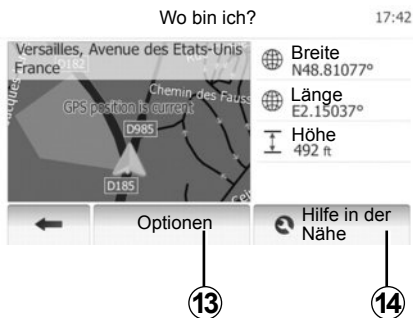 Wo bin ich?
17:42
Versailles, Avenue des Etats-Unis
France
D182
GPS position is current
Chemin des Fauss
D985
D185
Breite
N48.81077°
Länge
E2.15037°
Höhe
492 ft
Optionen
Hilfe in der
Nähe
13
14